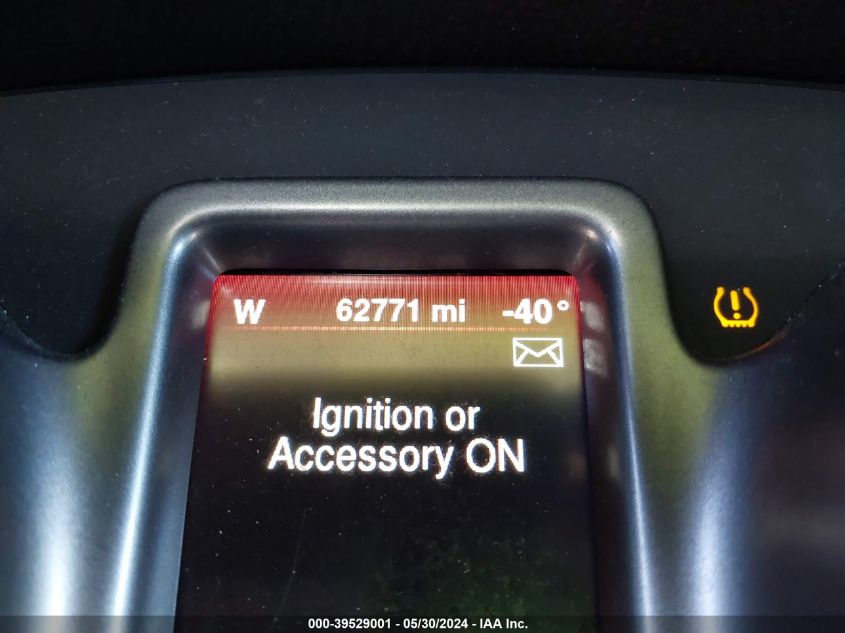 W 62771 mi -40°
Ignition or
Accessory ON
000-39529001 - 05/30/2024 - IAA Inc.